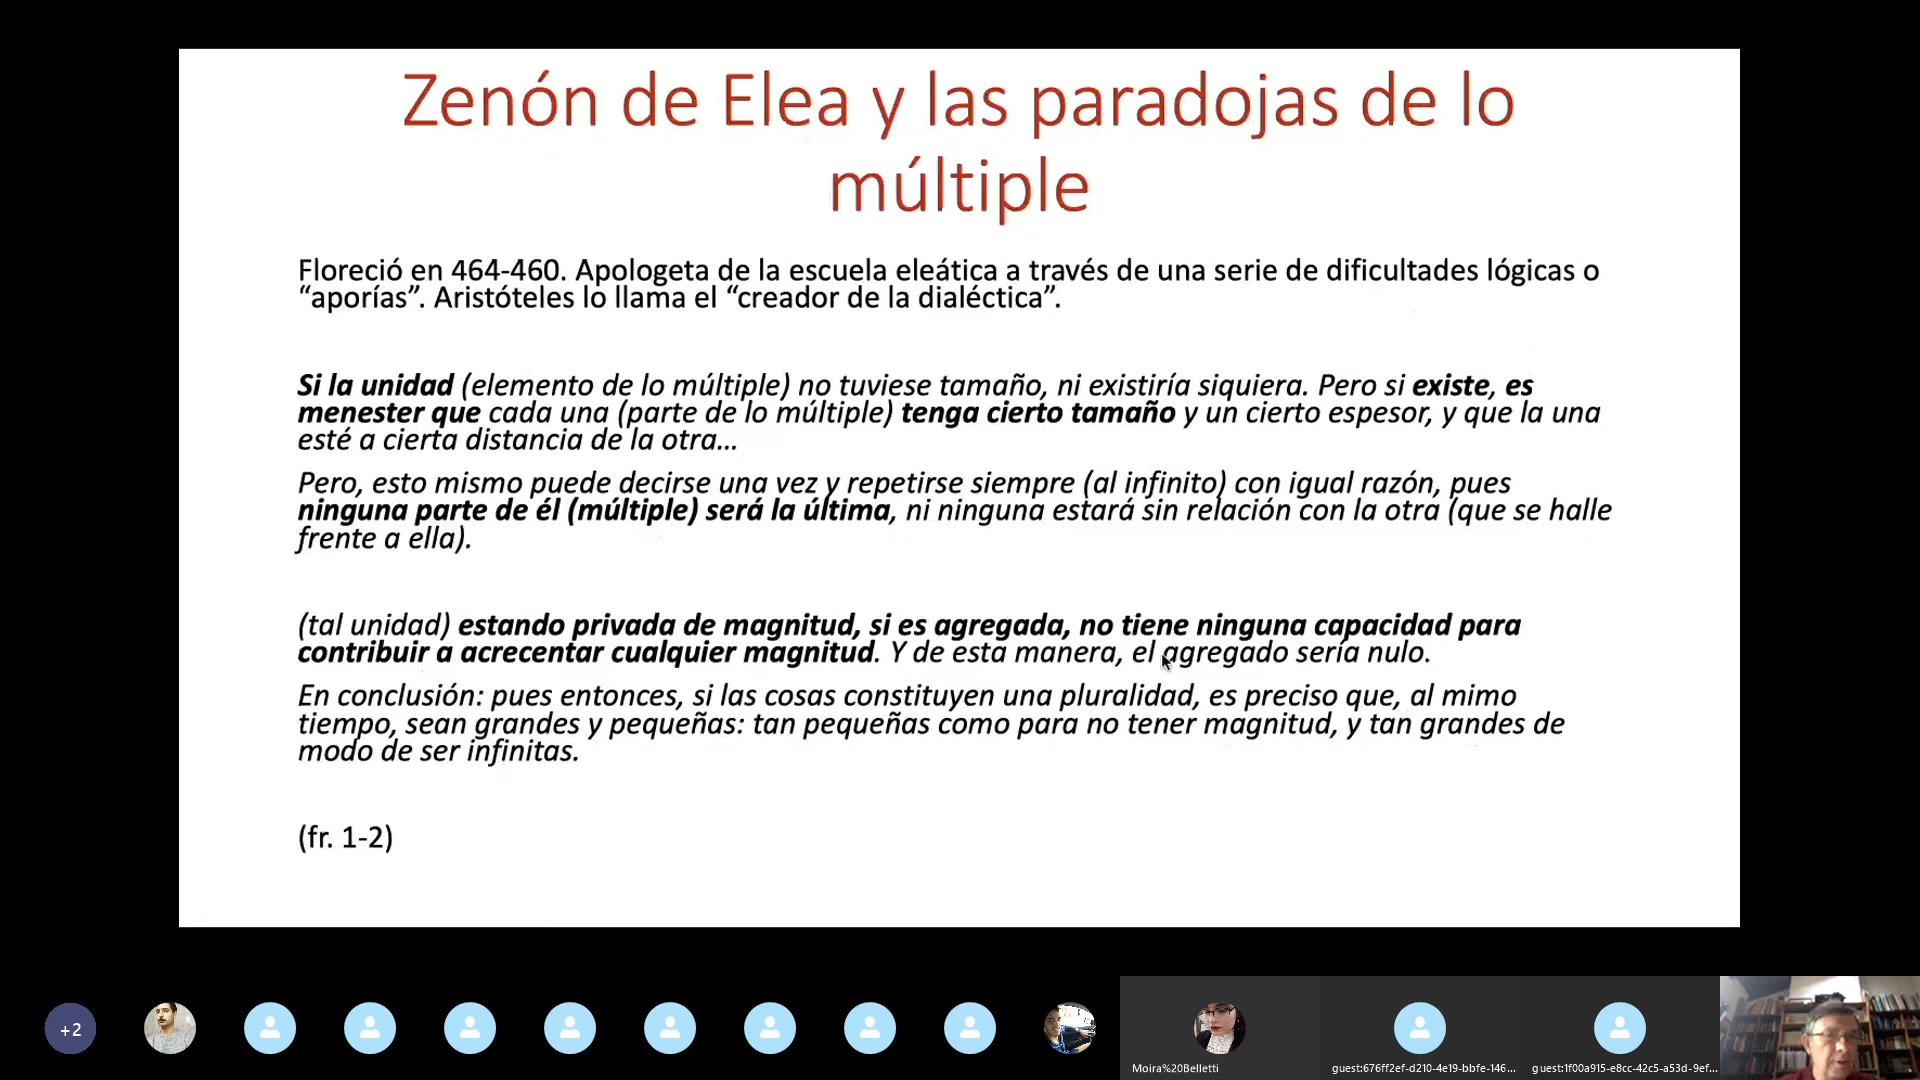 Zenón de Elea y las paradojas de lo
múltiple
Floreció en 464-460. Apologeta de la escuela eleática a través de una serie de dificultades lógicas o
“aporías”. Aristóteles lo llama el “creador de la dialéctica”.
Si la unidad (elemento de lo múltiple) no tuviese tamaño, ni existiría siquiera. Pero si existe, es
menester que cada una (parte de lo múltiple) tenga cierto tamaño y un cierto espesor, y que la una
esté a cierta distancia de la otra...
Pero, esto mismo puede decirse una vez y repetirse siempre (al infinito) con igual razón, pues
ninguna parte de él (múltiple) será la última, ni ninguna estará sin relación con la otra (que se halle
frente a ella).
(tal unidad) estando privada de magnitud, si es agregada, no tiene ninguna capacidad para
contribuir a acrecentar cualquier magnitud. Y de esta manera, el agregado sería nulo.
En conclusión: pues entonces, si las cosas constituyen una pluralidad, es preciso que, al mimo
tiempo, sean grandes y pequeñas: tan pequeñas como para no tener magnitud, y tan grandes de
modo de ser infinitas.
(fr. 1-2)
+2
Moira%20Belletti
guest:676ff2ef-d210-4e19-bbfe-146...
guest:1f00a915-e8cc-42c5-a53d-9ef...